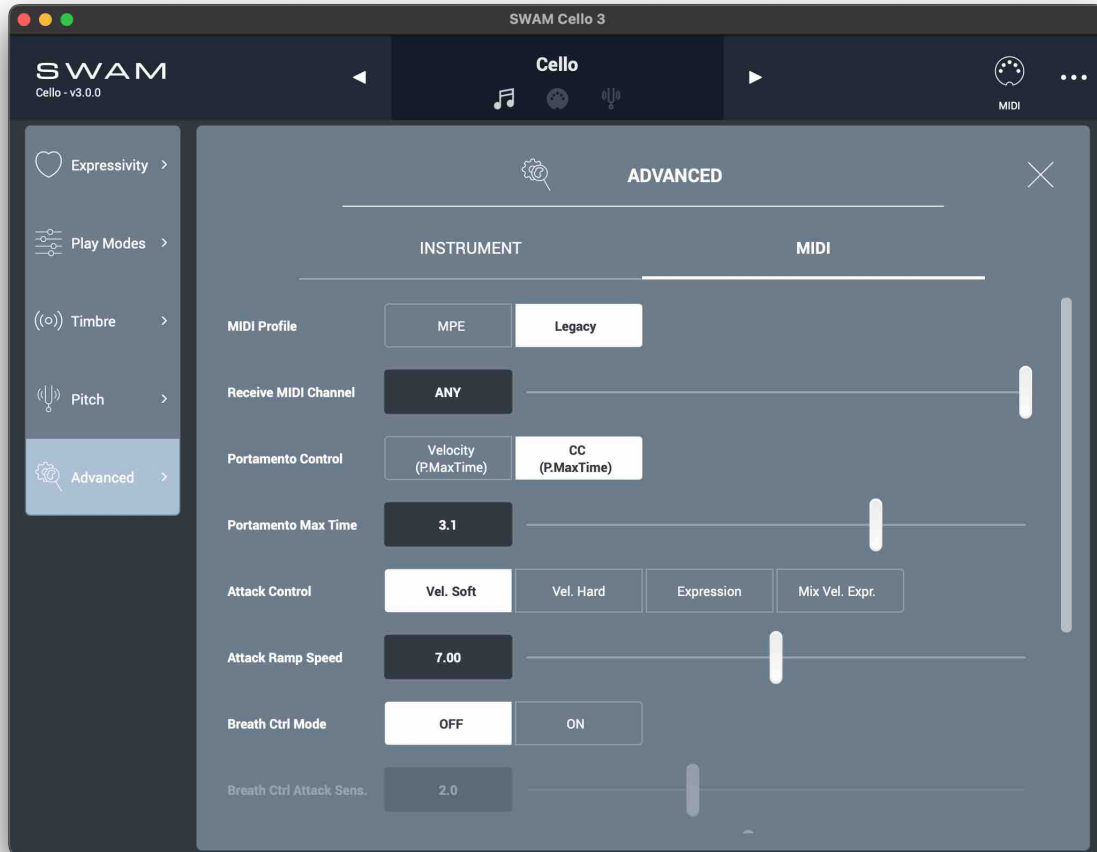 SWAM Cello 3
SWAM
Cello - v3.0.0
Cello
MIDI
Expressivity
Play Modes
Timbre
Pitch
Advanced
ADVANCED
INSTRUMENT
MIDI
MIDI Profile
MPE
Legacy
Receive MIDI Channel
ANY
Portamento Control
Velocity
(P.MaxTime)
CC
(P.MaxTime)
Portamento Max Time
3.1
Attack Control
Vel. Soft
Vel. Hard
Expression
Mix Vel. Expr.
Attack Ramp Speed
7.00
Breath Ctrl Mode
OFF
ON
Breath Ctrl Attack Sens.
2.0